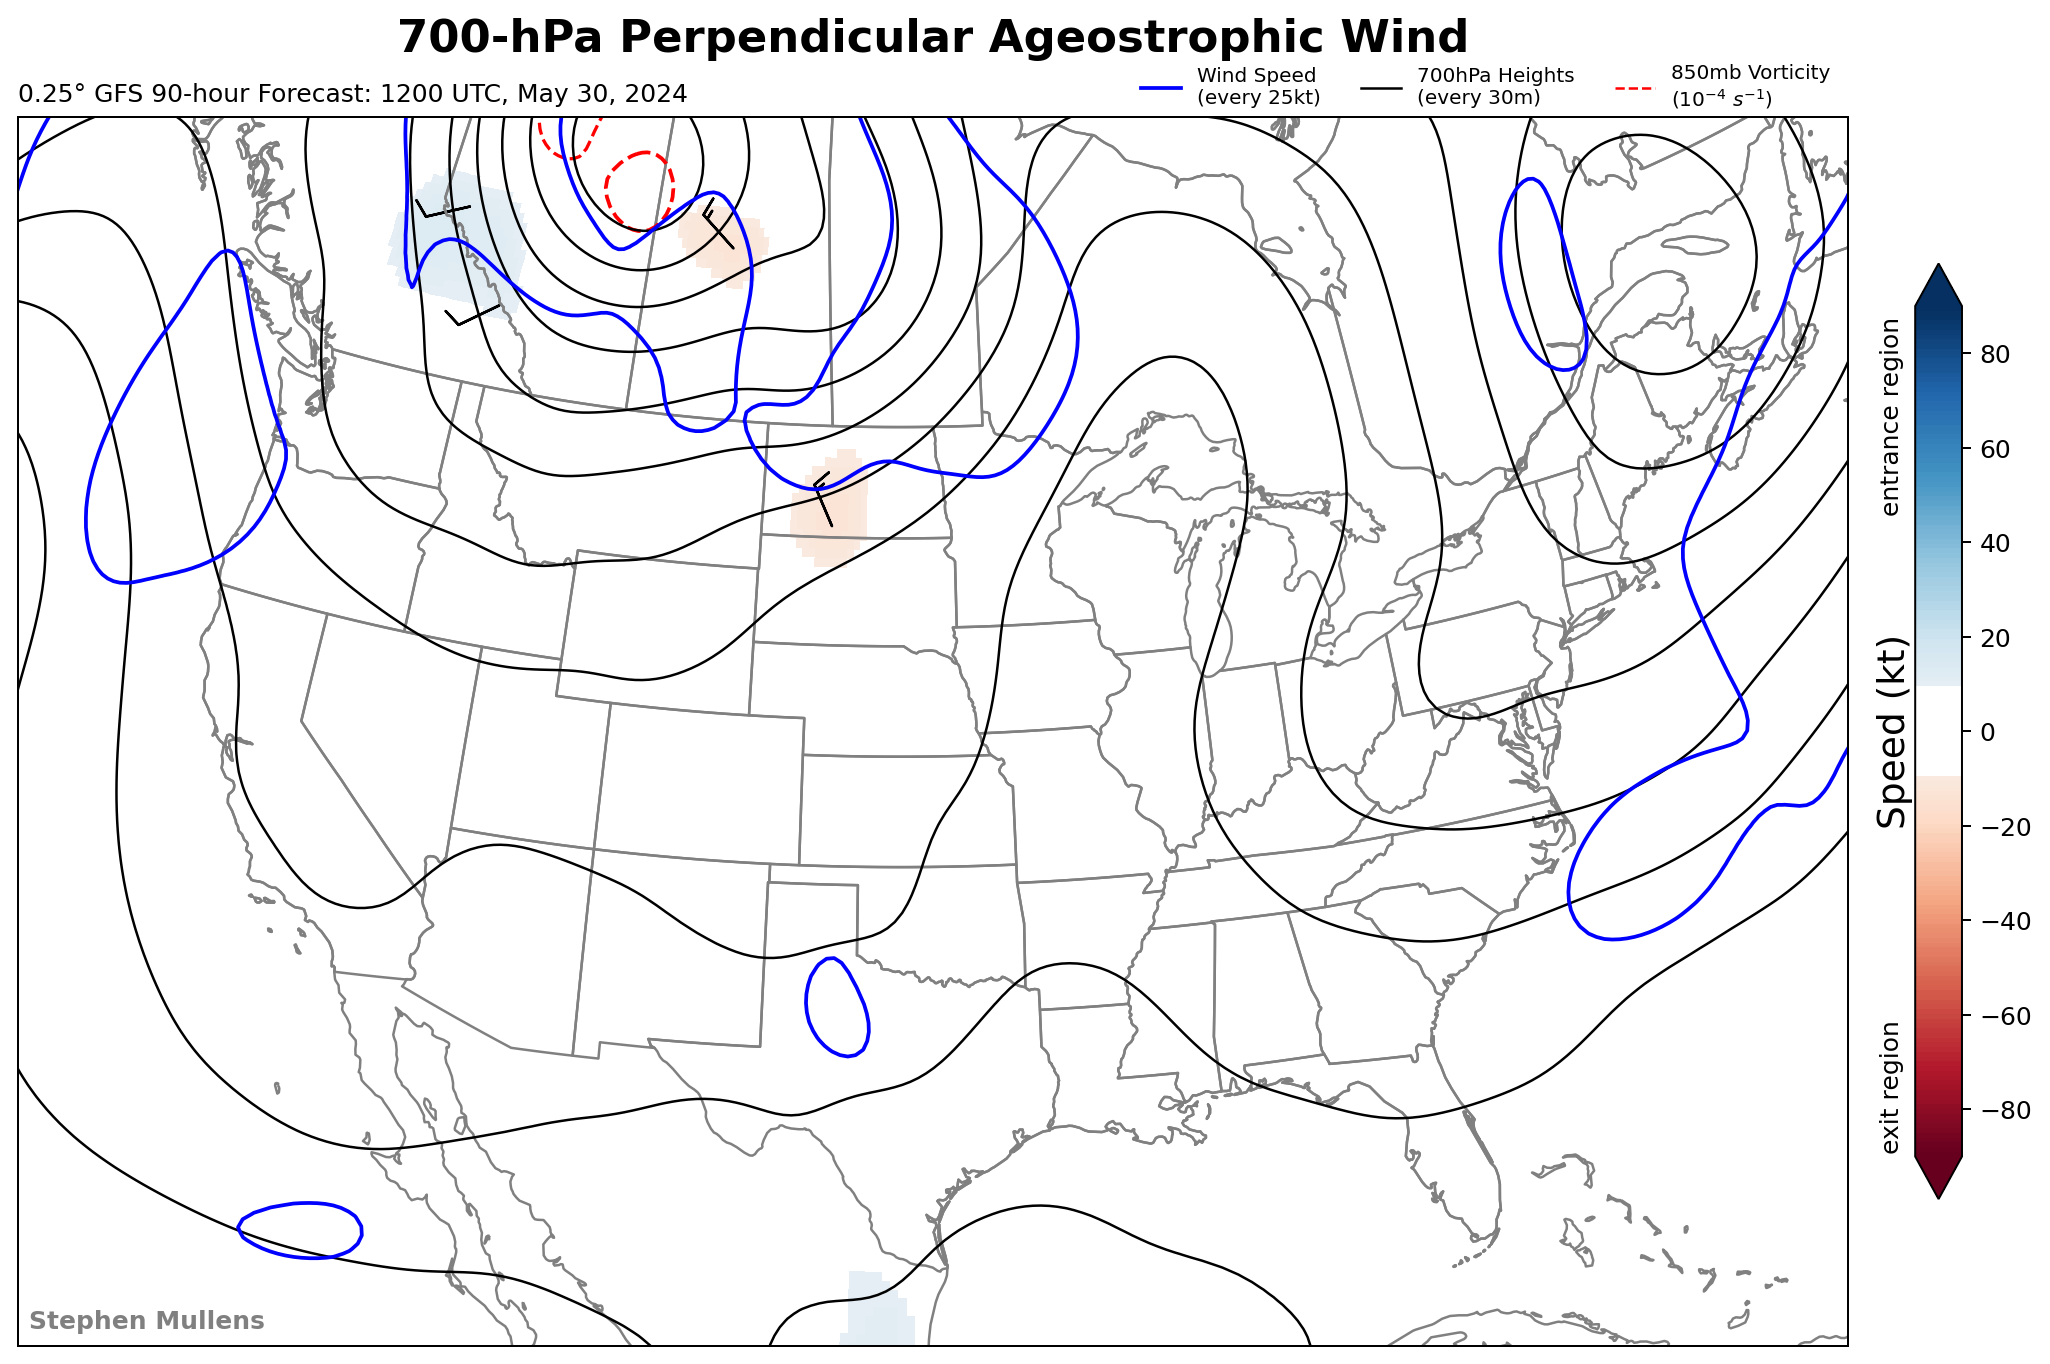 700-hPa Perpendicular Ageostrophic Wind
0.25° GFS 90-hour Forecast: 1200 UTC, May 30, 2024
Wind Speed
(every 25kt)
700hPa Heights
(every 30m)
850mb Vorticity
(10⁻⁴ s⁻¹)
entrance region
Speed (kt)
exit region
80
60
40
20
0
−20
−40
−60
−80
Stephen Mullens